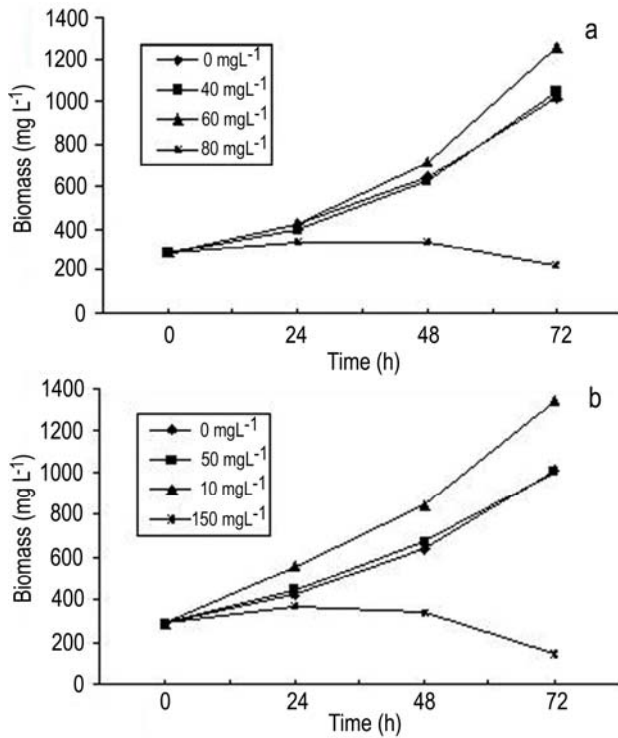 1400
a
1200
1000
800
600
400
200
0
Biomass (mg L-1)
0 mgL-1
40 mgL-1
60 mgL-1
80 mgL-1
0 24 48 72
Time (h)
1400
b
1200
1000
800
600
400
200
0
Biomass (mg L-1)
0 mgL-1
50 mgL-1
10 mgL-1
150 mgL-1
0 24 48 72
Time (h)